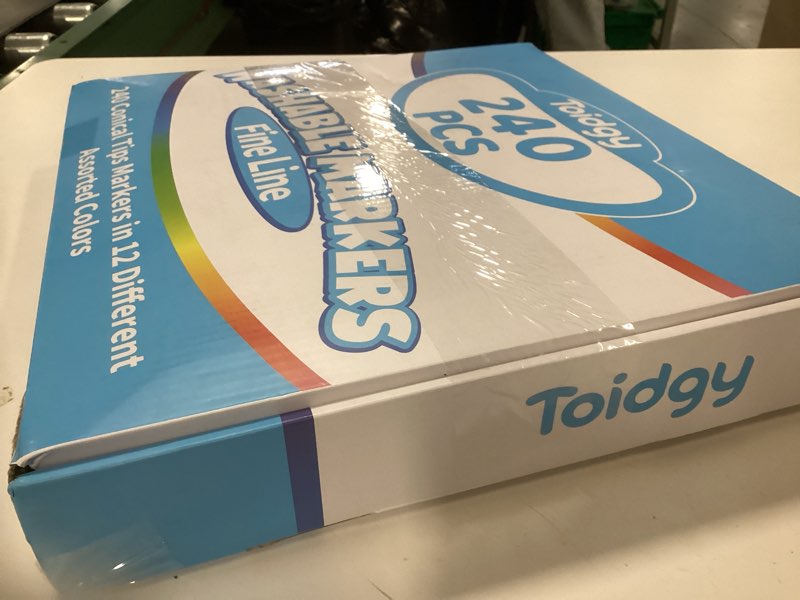 Toidgy
240
PCS
WASHABLE MARKERS
Fine Line
240 Conical Tips Markers in 12 Different
Assorted Colors
Toidgy